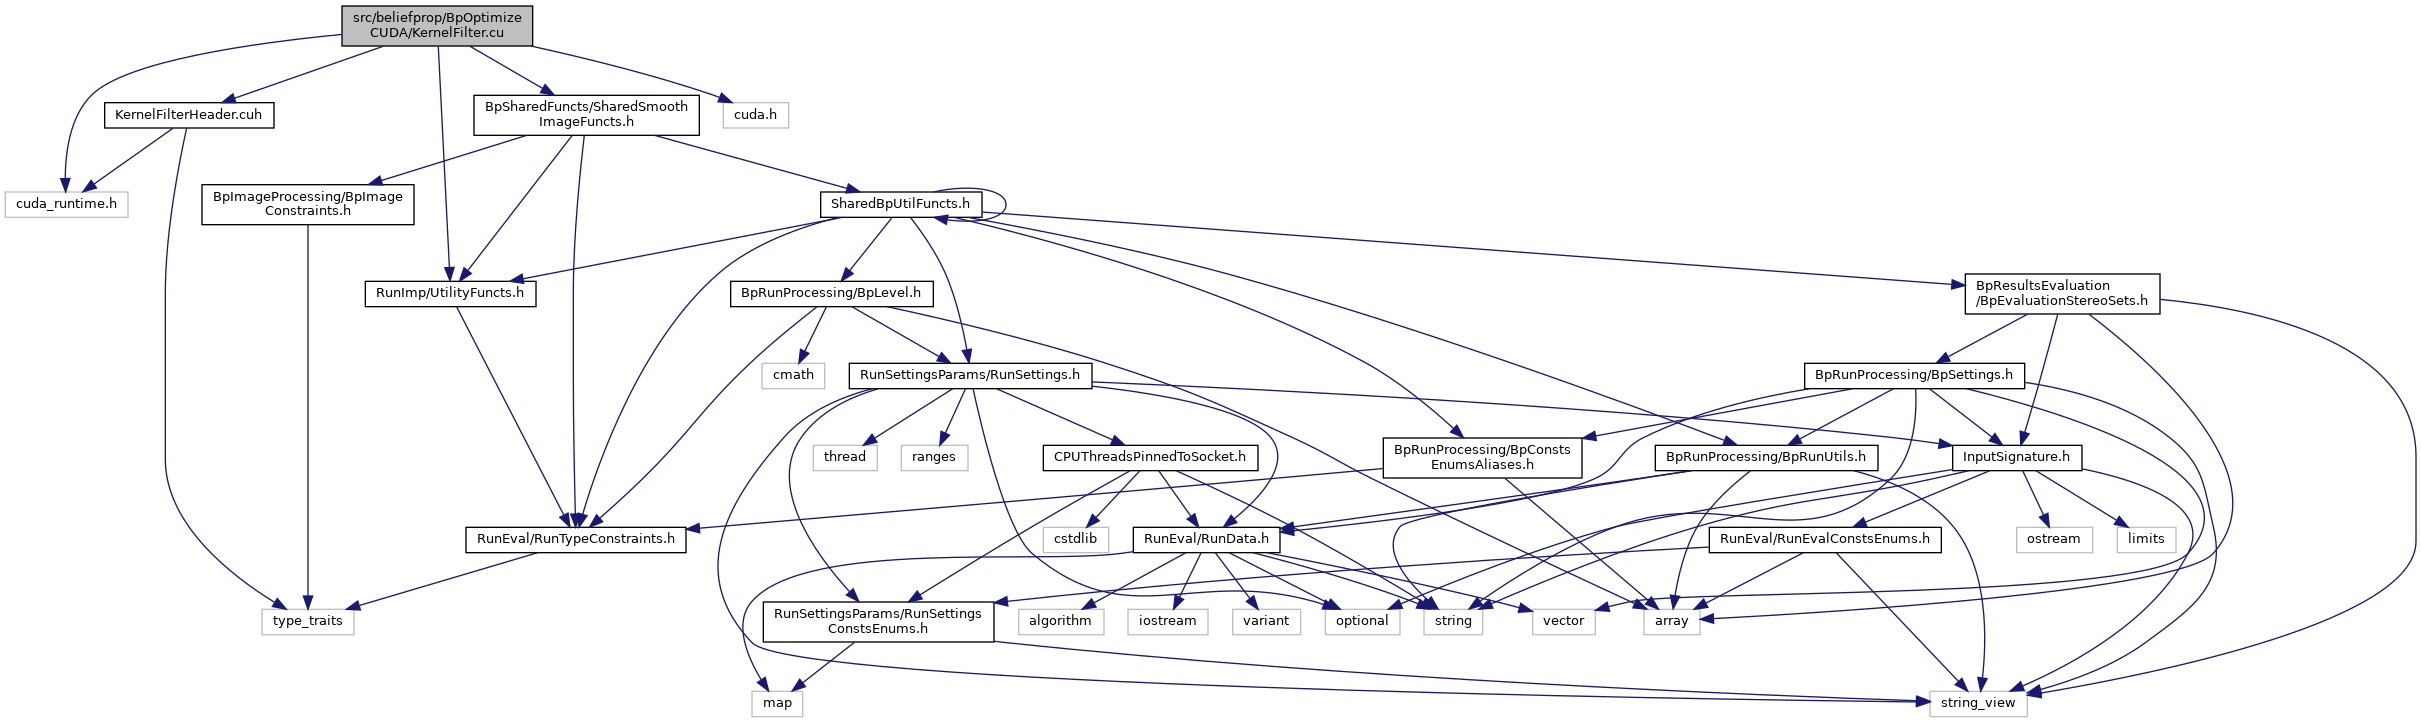 src/beliefprop/BpOptimize
CUDA/KernelFilter.cu
KernelFilterHeader.cuh
BpSharedFuncts/SharedSmooth
ImageFuncts.h
cuda.h
cuda_runtime.h
BpImageProcessing/BpImage
Constraints.h
SharedBpUtilFuncts.h
RunImp/UtilityFuncts.h
BpRunProcessing/BpLevel.h
BpResultsEvaluation
/BpEvaluationStereoSets.h
cmath
RunSettingsParams/RunSettings.h
BpRunProcessing/BpSettings.h
thread
ranges
CPUThreadsPinnedToSocket.h
BpRunProcessing/BpConsts
EnumsAliases.h
BpRunProcessing/BpRunUtils.h
InputSignature.h
RunEval/RunTypeConstraints.h
cstdlib
RunEval/RunData.h
RunEval/RunEvalConstsEnums.h
ostream
limits
type_traits
RunSettingsParams/RunSettings
ConstsEnums.h
algorithm
iostream
variant
optional
string
vector
array
map
string_view